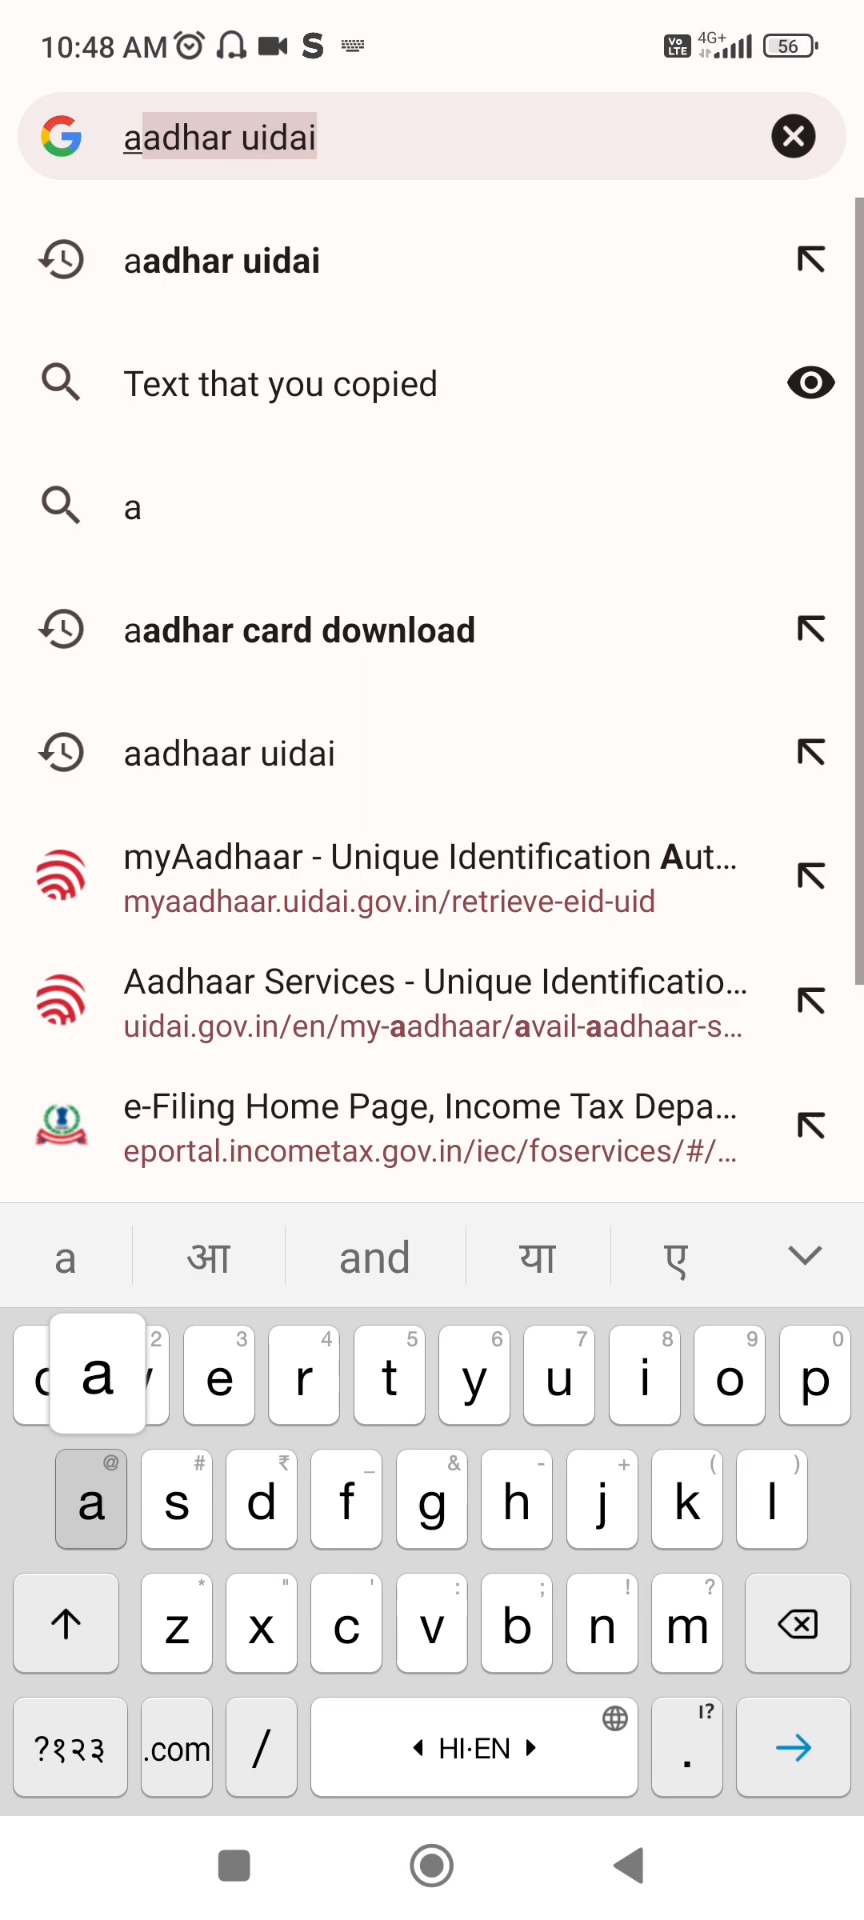 10:48 AM
Vo LTE 4G+ 56
aadhar uidai
aadhar uidai
Text that you copied
a
aadhar card download
aadhaar uidai
myAadhaar - Unique Identification Aut...
myaadhaar.uidai.gov.in/retrieve-eid-uid
Aadhaar Services - Unique Identificatio...
uidai.gov.in/en/my-aadhaar/avail-aadhaar-s...
e-Filing Home Page, Income Tax Depa...
eportal.incometax.gov.in/iec/foservices/#/...
a आ and या ए
a 2 e 3 r 4 t 5 y 6 u 7 i 8 o 9 p 0
a @ s # d ₹ f _ g & h - j + k ( l )
z * x " c ' v : b ; n ! m ?
?१२३ .com / HI·EN . ।?